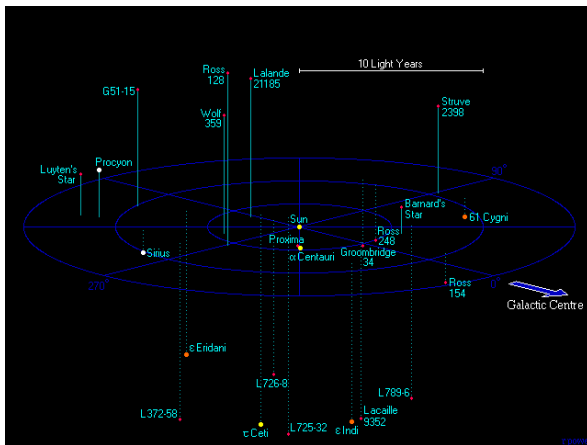 Ross
128
Lalande
21185
10 Light Years
G51-15
Struve
2398
Wolf
359
Procyon
Luyten's
Star
90°
Barnard's
Star
Sun
61 Cygni
Ross
248
Proxima
α Centauri
Groombridge
34
Sirius
270°
0°
Ross
154
Galactic Centre
ε Eridani
L726-8
L789-6
L372-58
Lacaille
9352
τ Ceti
L725-32
ε Indi